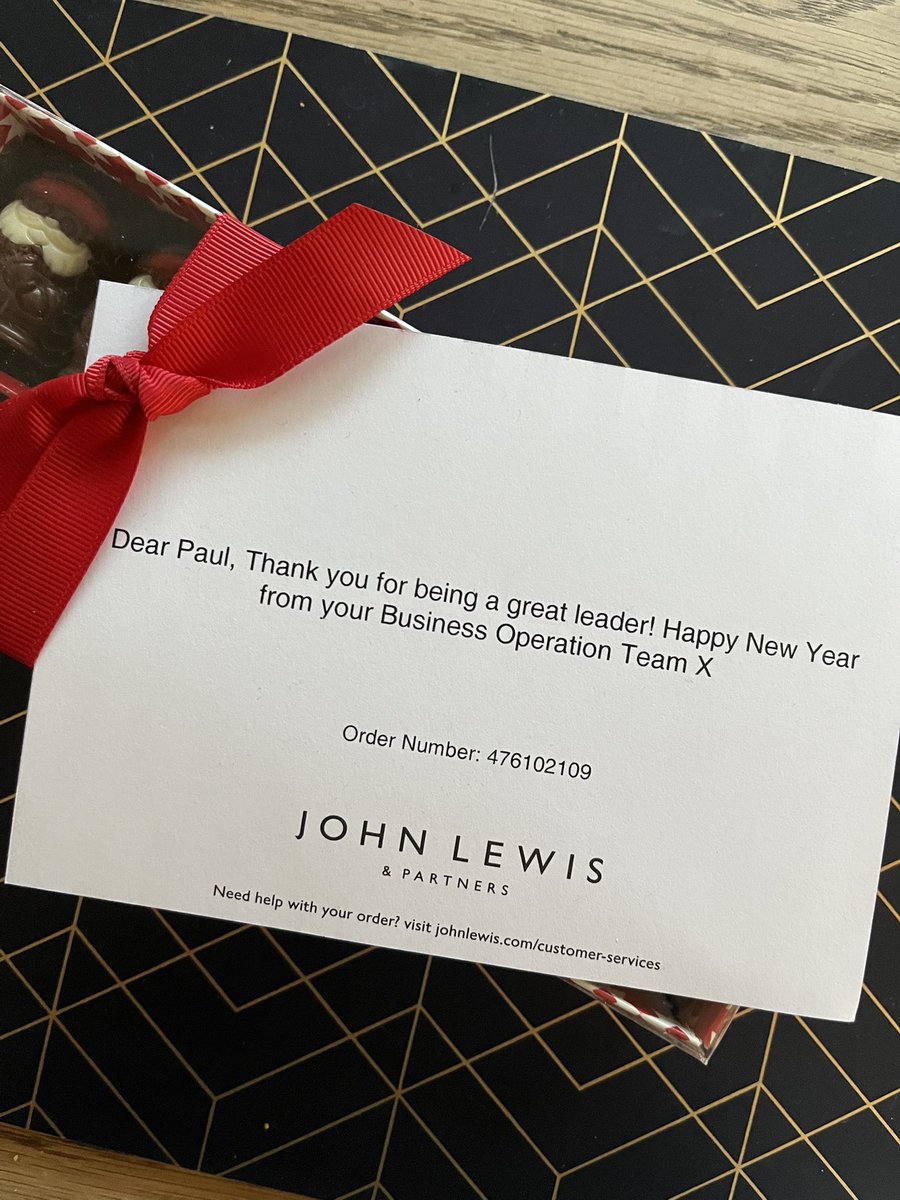 Dear Paul, Thank you for being a great leader! Happy New Year
from your Business Operation Team X
Order Number: 476102109
JOHN LEWIS
& PARTNERS
Need help with your order? visit johnlewis.com/customer-services